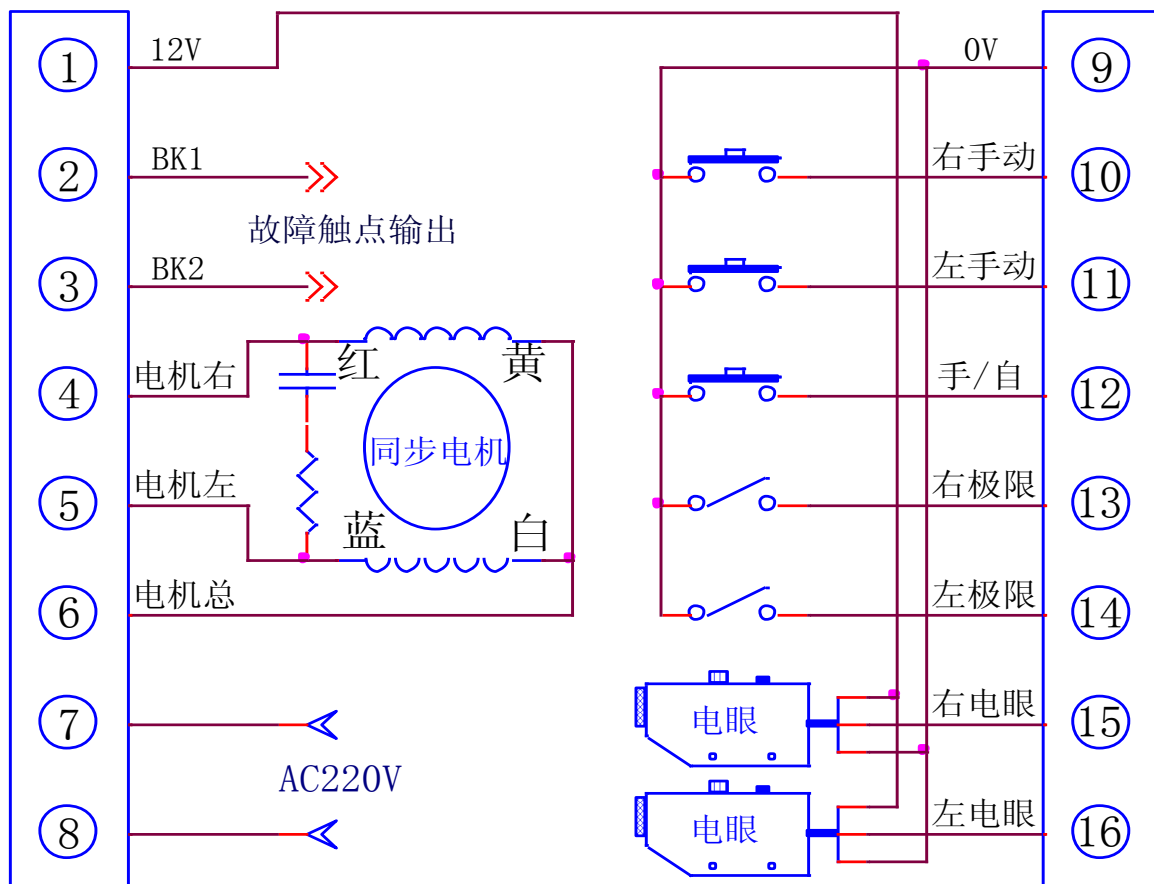 ① 12V 0V ⑨
② BK1 右手动 ⑩
故障触点输出
③ BK2 左手动 ⑪
红 黄
④ 电机右 手/自 ⑫
同步电机
⑤ 电机左 右极限 ⑬
蓝 白
⑥ 电机总 左极限 ⑭
⑦ 电眼 右电眼 ⑮
AC220V
⑧ 电眼 左电眼 ⑯